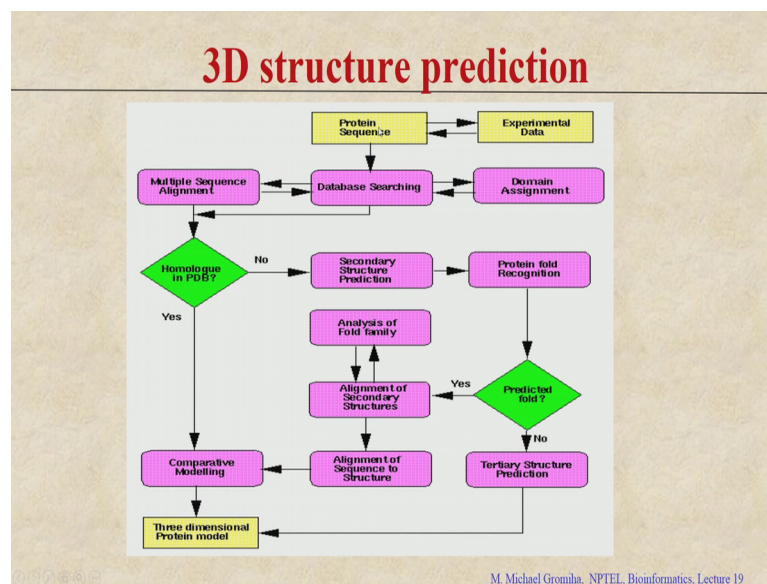 3D structure prediction
Protein
Sequence
Experimental
Data
Multiple Sequence
Alignment
Database Searching
Domain
Assignment
Homologue
in PDB?
No
Secondary
Structure
Prediction
Protein fold
Recognition
Yes
Analysis of
Fold family
Alignment of
Secondary
Structures
Yes
Predicted
fold?
No
Comparative
Modelling
Alignment of
Sequence to
Structure
Tertiary Structure
Prediction
Three dimensional
Protein model
M. Michael Gromiha, NPTEL, Bioinformatics, Lecture 19